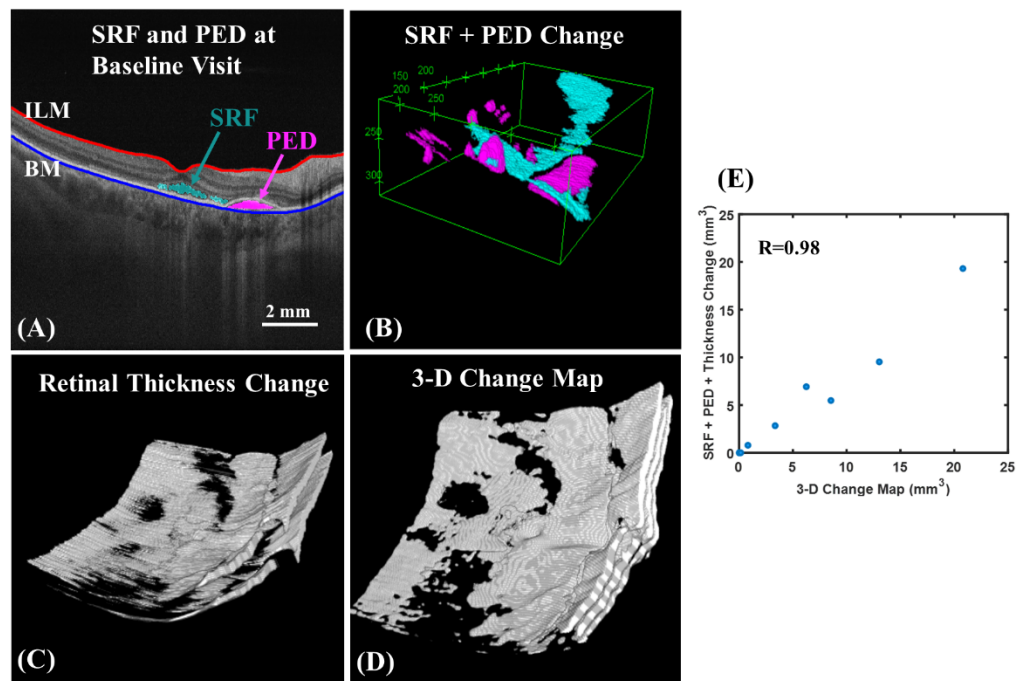 SRF and PED at
Baseline Visit
ILM
SRF
PED
BM
2 mm
(A)
SRF + PED Change
150
200
200
250
200
250
300
(B)
Retinal Thickness Change
(C)
3-D Change Map
(D)
(E)
R=0.98
SRF + PED + Thickness Change (mm³)
25
20
15
10
5
0
0
5
10
15
20
25
3-D Change Map (mm³)